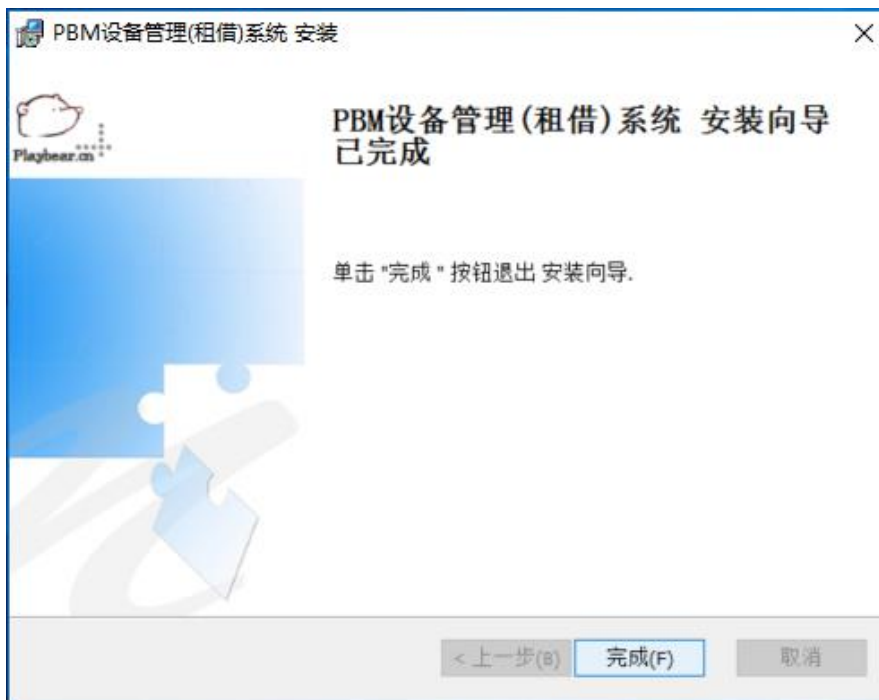 PBM设备管理(租借)系统 安装
Playbear.cn
PBM设备管理(租借)系统 安装向导
已完成
单击 "完成 " 按钮退出 安装向导.
< 上一步(B)
完成(F)
取消